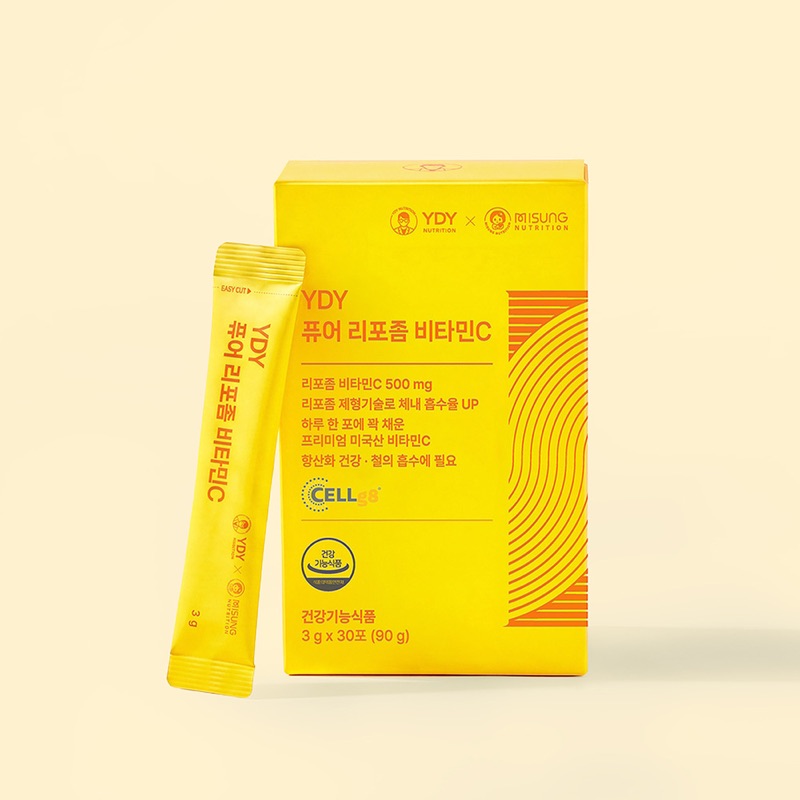 YDY
NUTRITION
×
MISUNG
NUTRITION
YDY
퓨어 리포좀 비타민C
리포좀 비타민C 500 mg
리포좀 제형기술로 체내 흡수율 UP
하루 한 포에 꽉 채운
프리미엄 미국산 비타민C
항산화 건강 · 철의 흡수에 필요
CELLg8®
건강
기능식품
건강기능식품
3 g x 30포 (90 g)
EASY CUT
YDY
퓨어 리포좀 비타민C
YDY
NUTRITION
×
MISUNG
NUTRITION
3 g